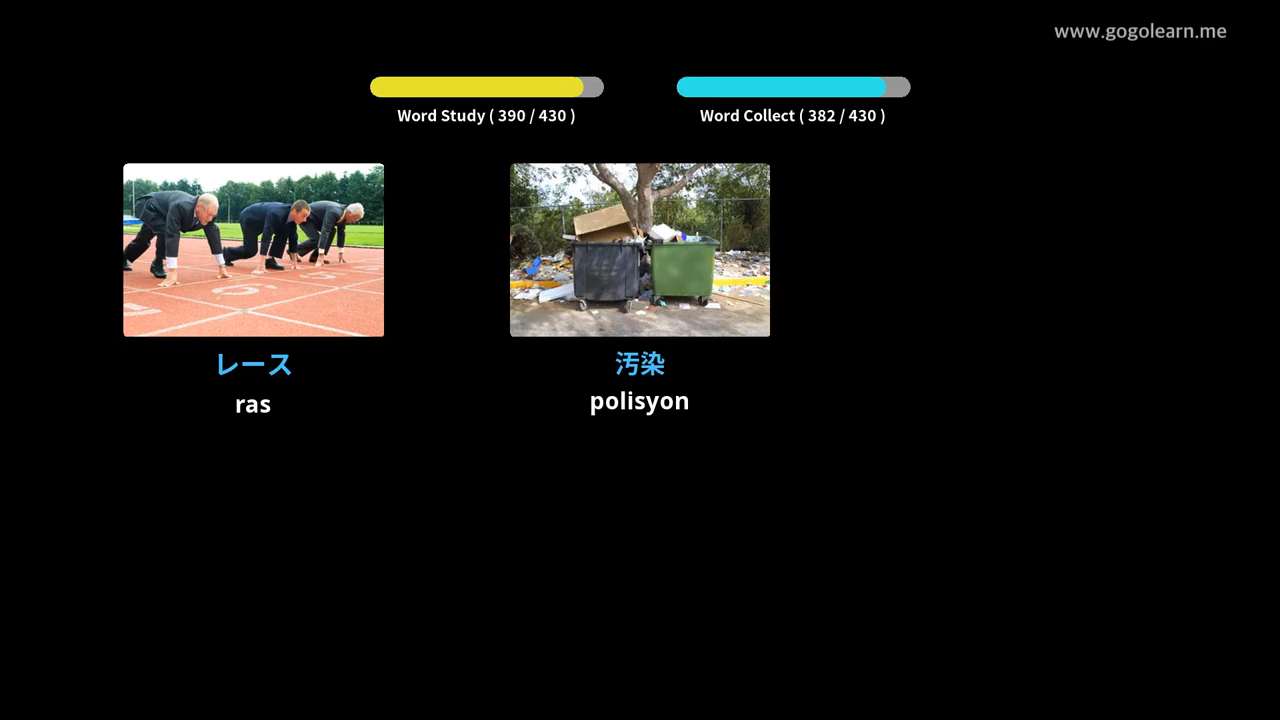 www.gogolearn.me
Word Study ( 390 / 430 )
Word Collect ( 382 / 430 )
レース
ras
汚染
polisyon